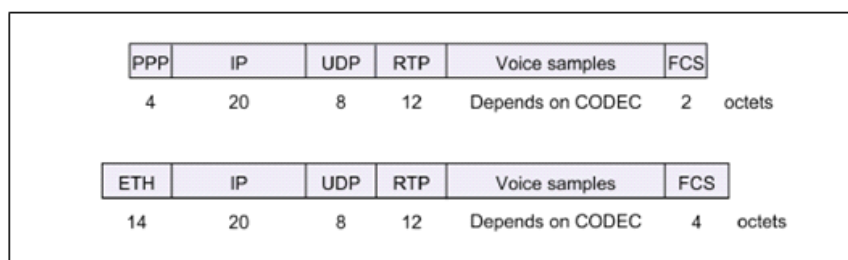 PPP IP UDP RTP Voice samples FCS
4 20 8 12 Depends on CODEC 2 octets
ETH IP UDP RTP Voice samples FCS
14 20 8 12 Depends on CODEC 4 octets